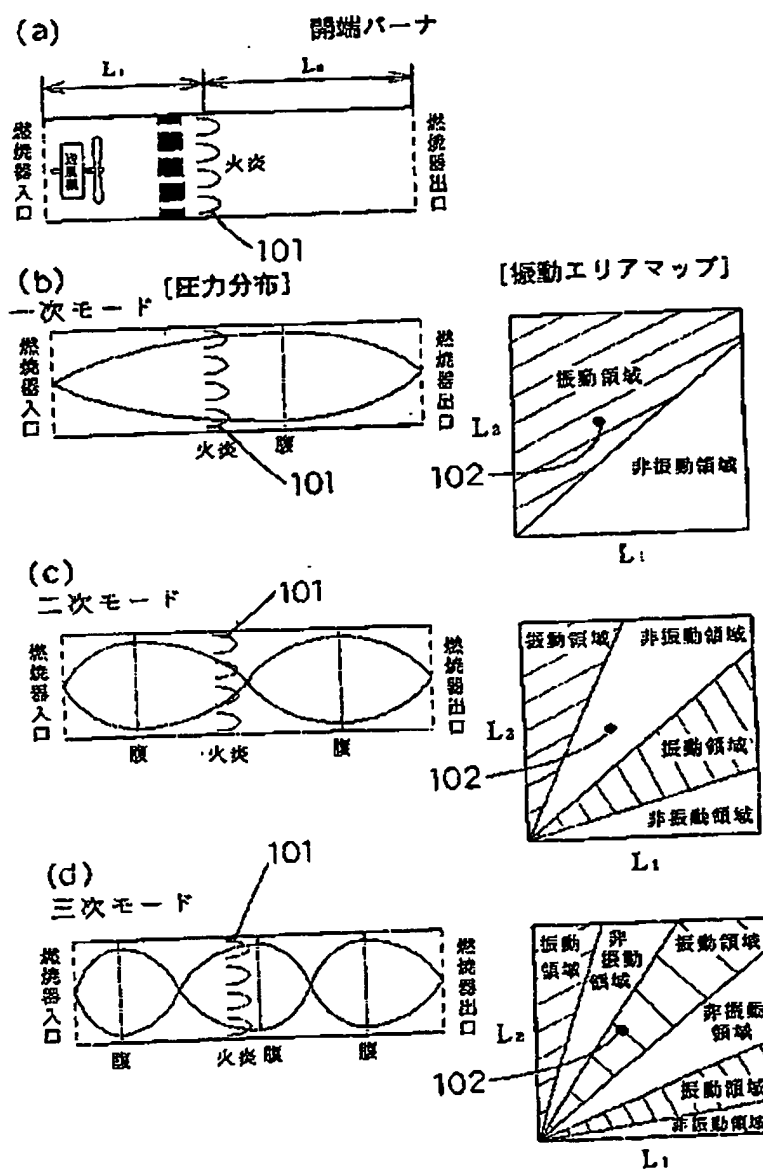 (a)
開端バーナ
L₁
L₂
燃焼器入口
送風機
火炎
燃焼器出口
101
(b)
[圧力分布]
[振動エリアマップ]
一次モード
燃焼器入口
燃焼器出口
火炎
腹
101
振動領域
L₂
102
非振動領域
L₁
(c)
二次モード
101
燃焼器入口
燃焼器出口
腹
火炎
腹
振動領域
非振動領域
L₂
振動領域
102
非振動領域
L₁
(d)
三次モード
101
燃焼器入口
燃焼器出口
腹
火炎
腹
腹
振動領域
非振動領域
振動領域
L₂
非振動領域
102
振動領域
非振動領域
L₁